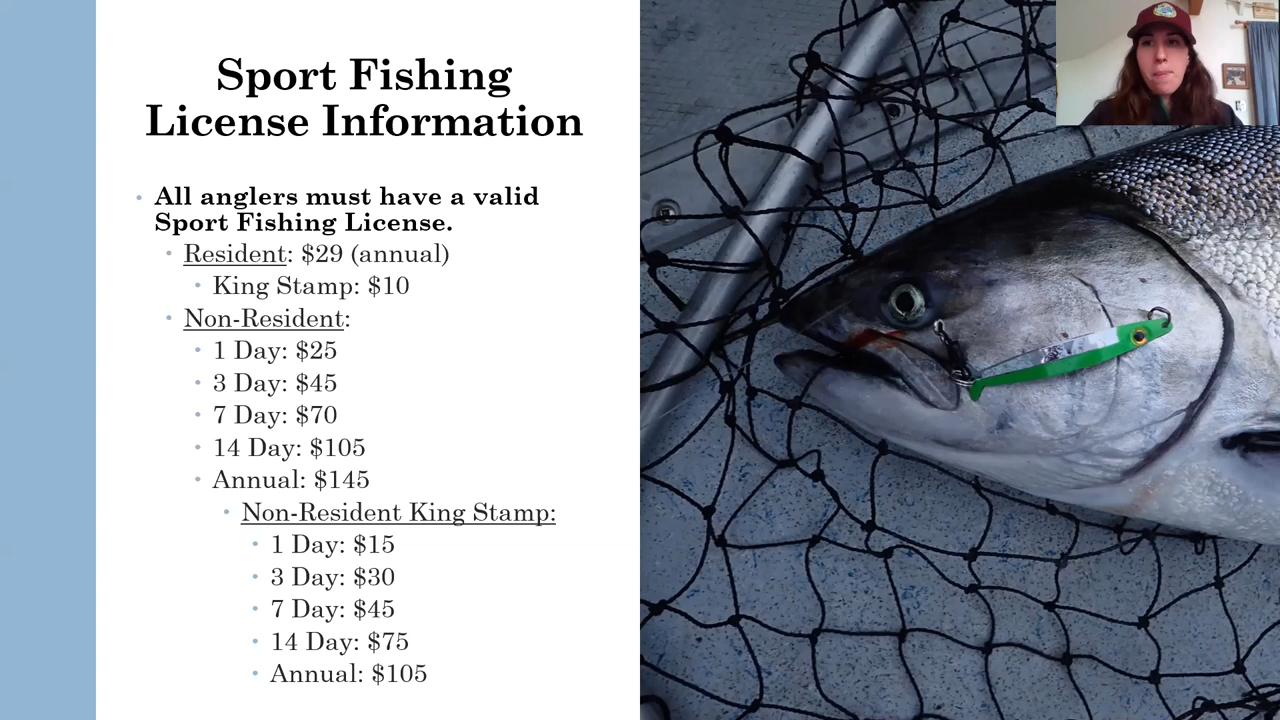 Sport Fishing
License Information
• All anglers must have a valid
Sport Fishing License.
• Resident: $29 (annual)
• King Stamp: $10
• Non-Resident:
• 1 Day: $25
• 3 Day: $45
• 7 Day: $70
• 14 Day: $105
• Annual: $145
• Non-Resident King Stamp:
• 1 Day: $15
• 3 Day: $30
• 7 Day: $45
• 14 Day: $75
• Annual: $105